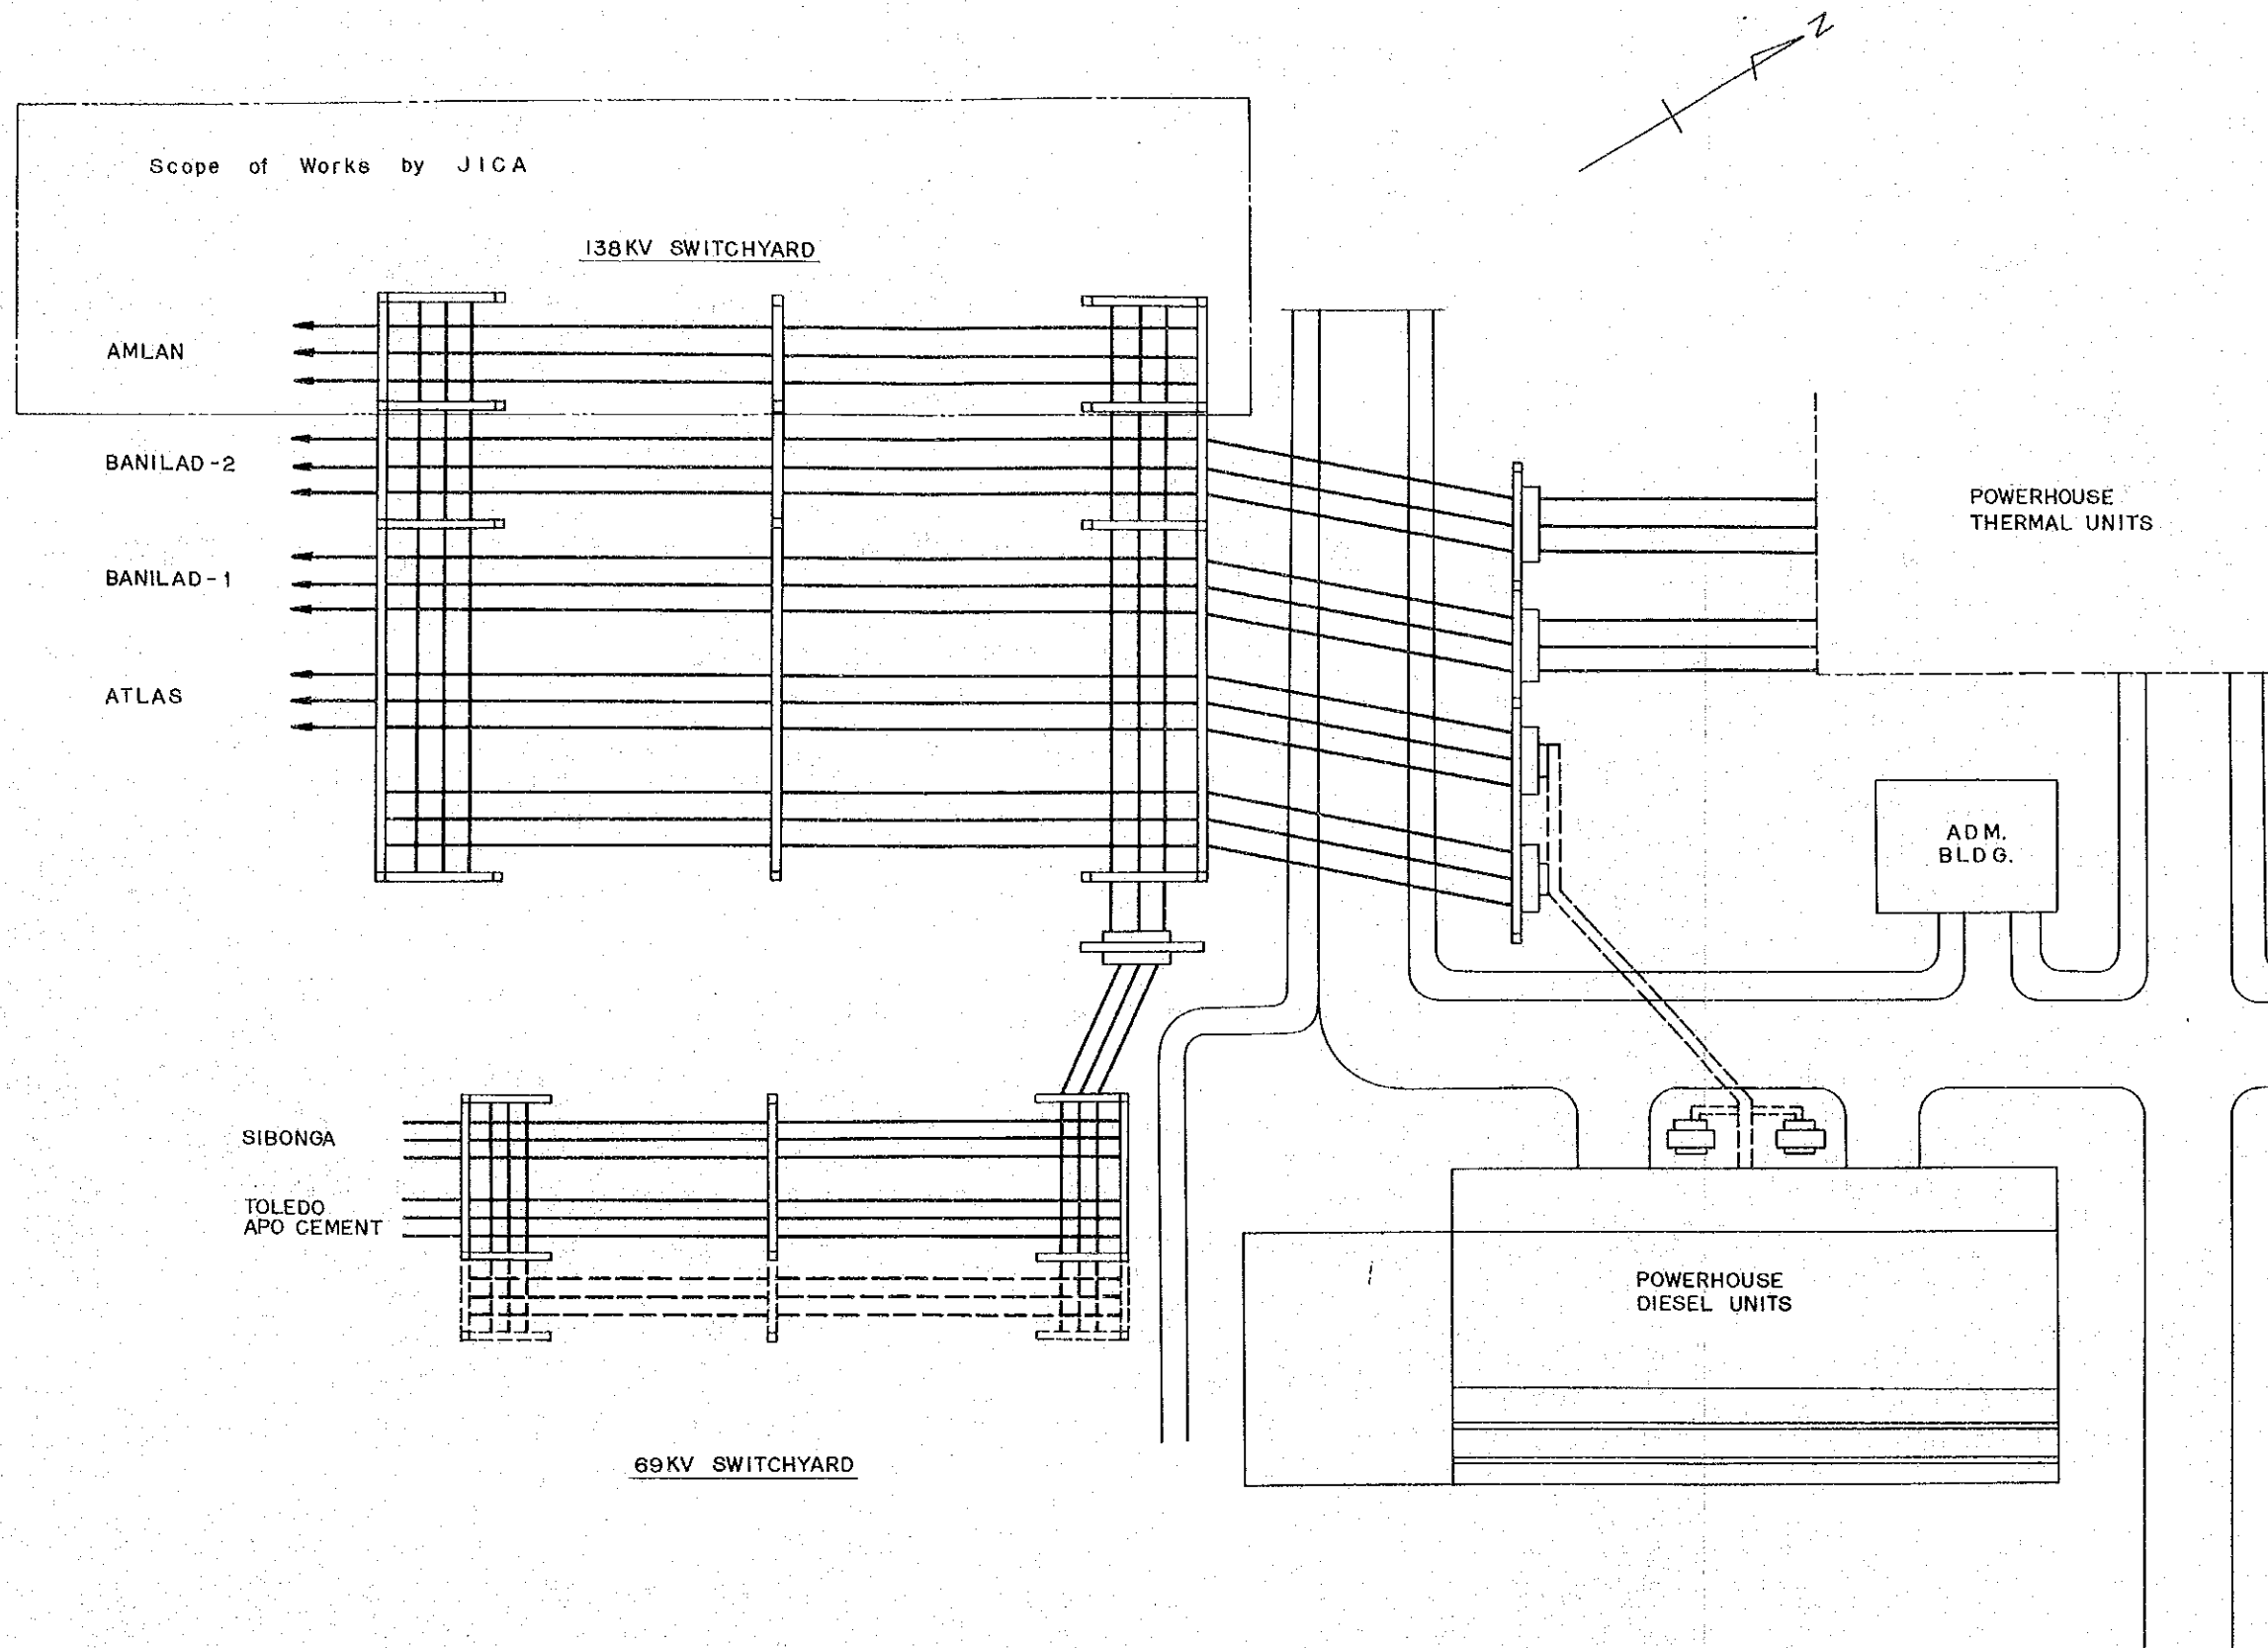 N
Scope of Works by JICA
138KV SWITCHYARD
AMLAN
BANILAD-2
BANILAD-1
ATLAS
POWERHOUSE
THERMAL UNITS
ADM.
BLDG.
SIBONGA
TOLEDO
APO CEMENT
POWERHOUSE
DIESEL UNITS
69KV SWITCHYARD